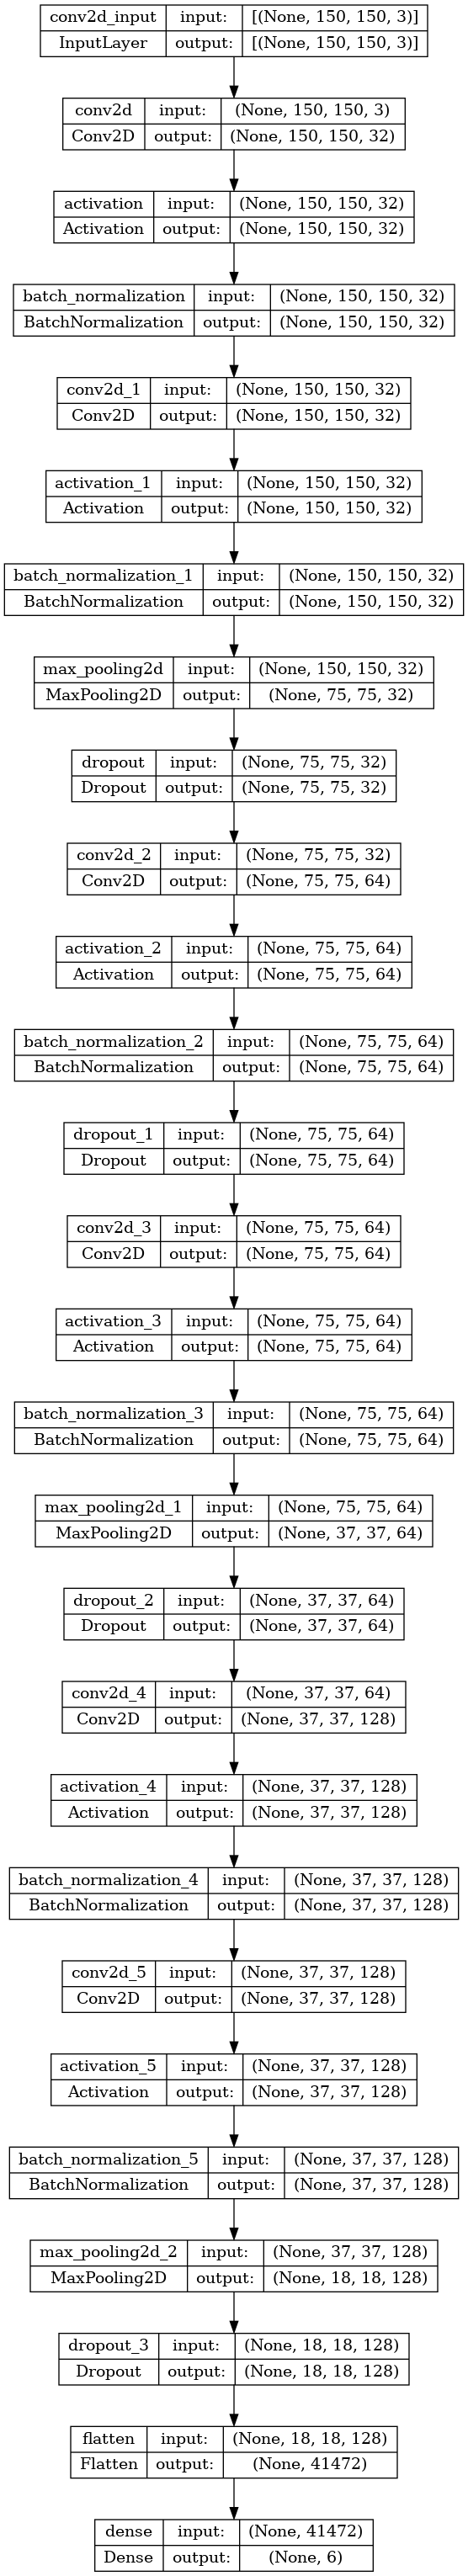 conv2d_input input: [(None, 150, 150, 3)]
InputLayer output: [(None, 150, 150, 3)]
conv2d input: (None, 150, 150, 3)
Conv2D output: (None, 150, 150, 32)
activation input: (None, 150, 150, 32)
Activation output: (None, 150, 150, 32)
batch_normalization input: (None, 150, 150, 32)
BatchNormalization output: (None, 150, 150, 32)
conv2d_1 input: (None, 150, 150, 32)
Conv2D output: (None, 150, 150, 32)
activation_1 input: (None, 150, 150, 32)
Activation output: (None, 150, 150, 32)
batch_normalization_1 input: (None, 150, 150, 32)
BatchNormalization output: (None, 150, 150, 32)
max_pooling2d input: (None, 150, 150, 32)
MaxPooling2D output: (None, 75, 75, 32)
dropout input: (None, 75, 75, 32)
Dropout output: (None, 75, 75, 32)
conv2d_2 input: (None, 75, 75, 32)
Conv2D output: (None, 75, 75, 64)
activation_2 input: (None, 75, 75, 64)
Activation output: (None, 75, 75, 64)
batch_normalization_2 input: (None, 75, 75, 64)
BatchNormalization output: (None, 75, 75, 64)
dropout_1 input: (None, 75, 75, 64)
Dropout output: (None, 75, 75, 64)
conv2d_3 input: (None, 75, 75, 64)
Conv2D output: (None, 75, 75, 64)
activation_3 input: (None, 75, 75, 64)
Activation output: (None, 75, 75, 64)
batch_normalization_3 input: (None, 75, 75, 64)
BatchNormalization output: (None, 75, 75, 64)
max_pooling2d_1 input: (None, 75, 75, 64)
MaxPooling2D output: (None, 37, 37, 64)
dropout_2 input: (None, 37, 37, 64)
Dropout output: (None, 37, 37, 64)
conv2d_4 input: (None, 37, 37, 64)
Conv2D output: (None, 37, 37, 128)
activation_4 input: (None, 37, 37, 128)
Activation output: (None, 37, 37, 128)
batch_normalization_4 input: (None, 37, 37, 128)
BatchNormalization output: (None, 37, 37, 128)
conv2d_5 input: (None, 37, 37, 128)
Conv2D output: (None, 37, 37, 128)
activation_5 input: (None, 37, 37, 128)
Activation output: (None, 37, 37, 128)
batch_normalization_5 input: (None, 37, 37, 128)
BatchNormalization output: (None, 37, 37, 128)
max_pooling2d_2 input: (None, 37, 37, 128)
MaxPooling2D output: (None, 18, 18, 128)
dropout_3 input: (None, 18, 18, 128)
Dropout output: (None, 18, 18, 128)
flatten input: (None, 18, 18, 128)
Flatten output: (None, 41472)
dense input: (None, 41472)
Dense output: (None, 6)